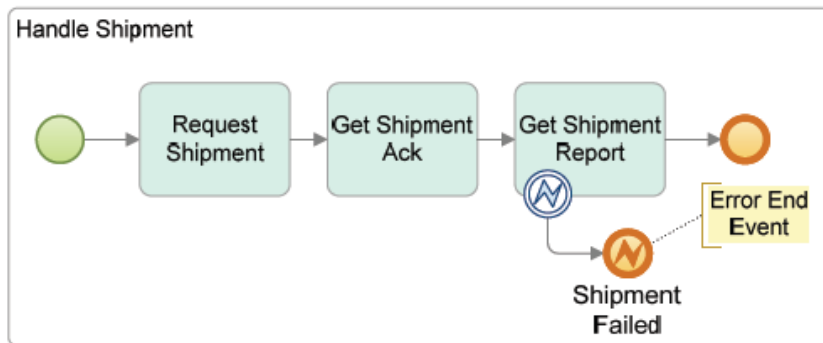 Handle Shipment
Request
Shipment
Get Shipment
Ack
Get Shipment
Report
Error End
Event
Shipment
Failed